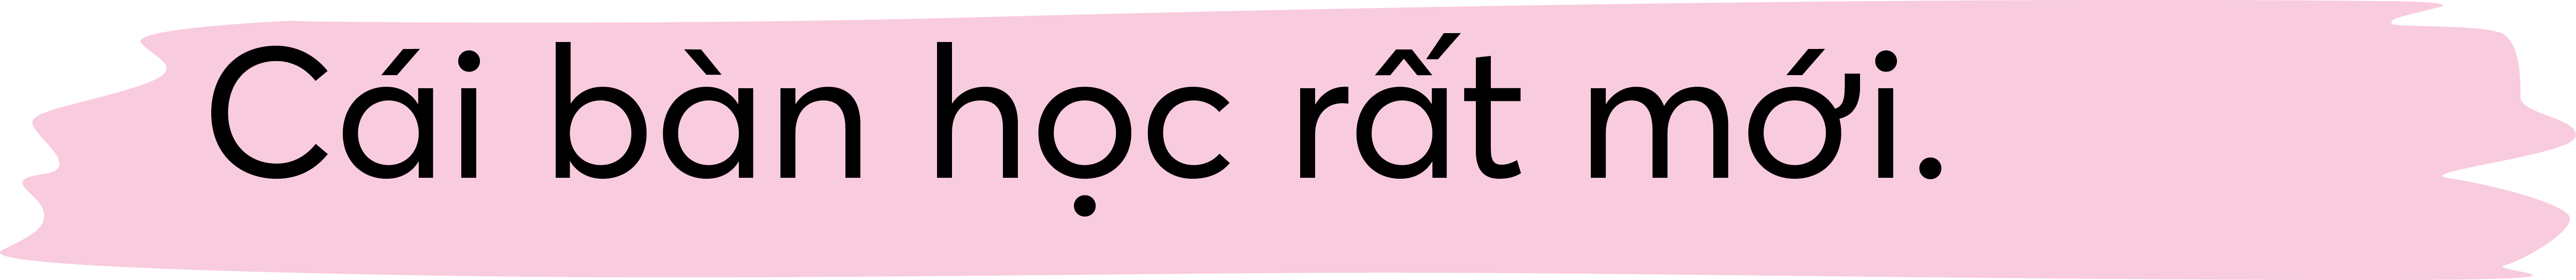 Cái bàn học rất mới.